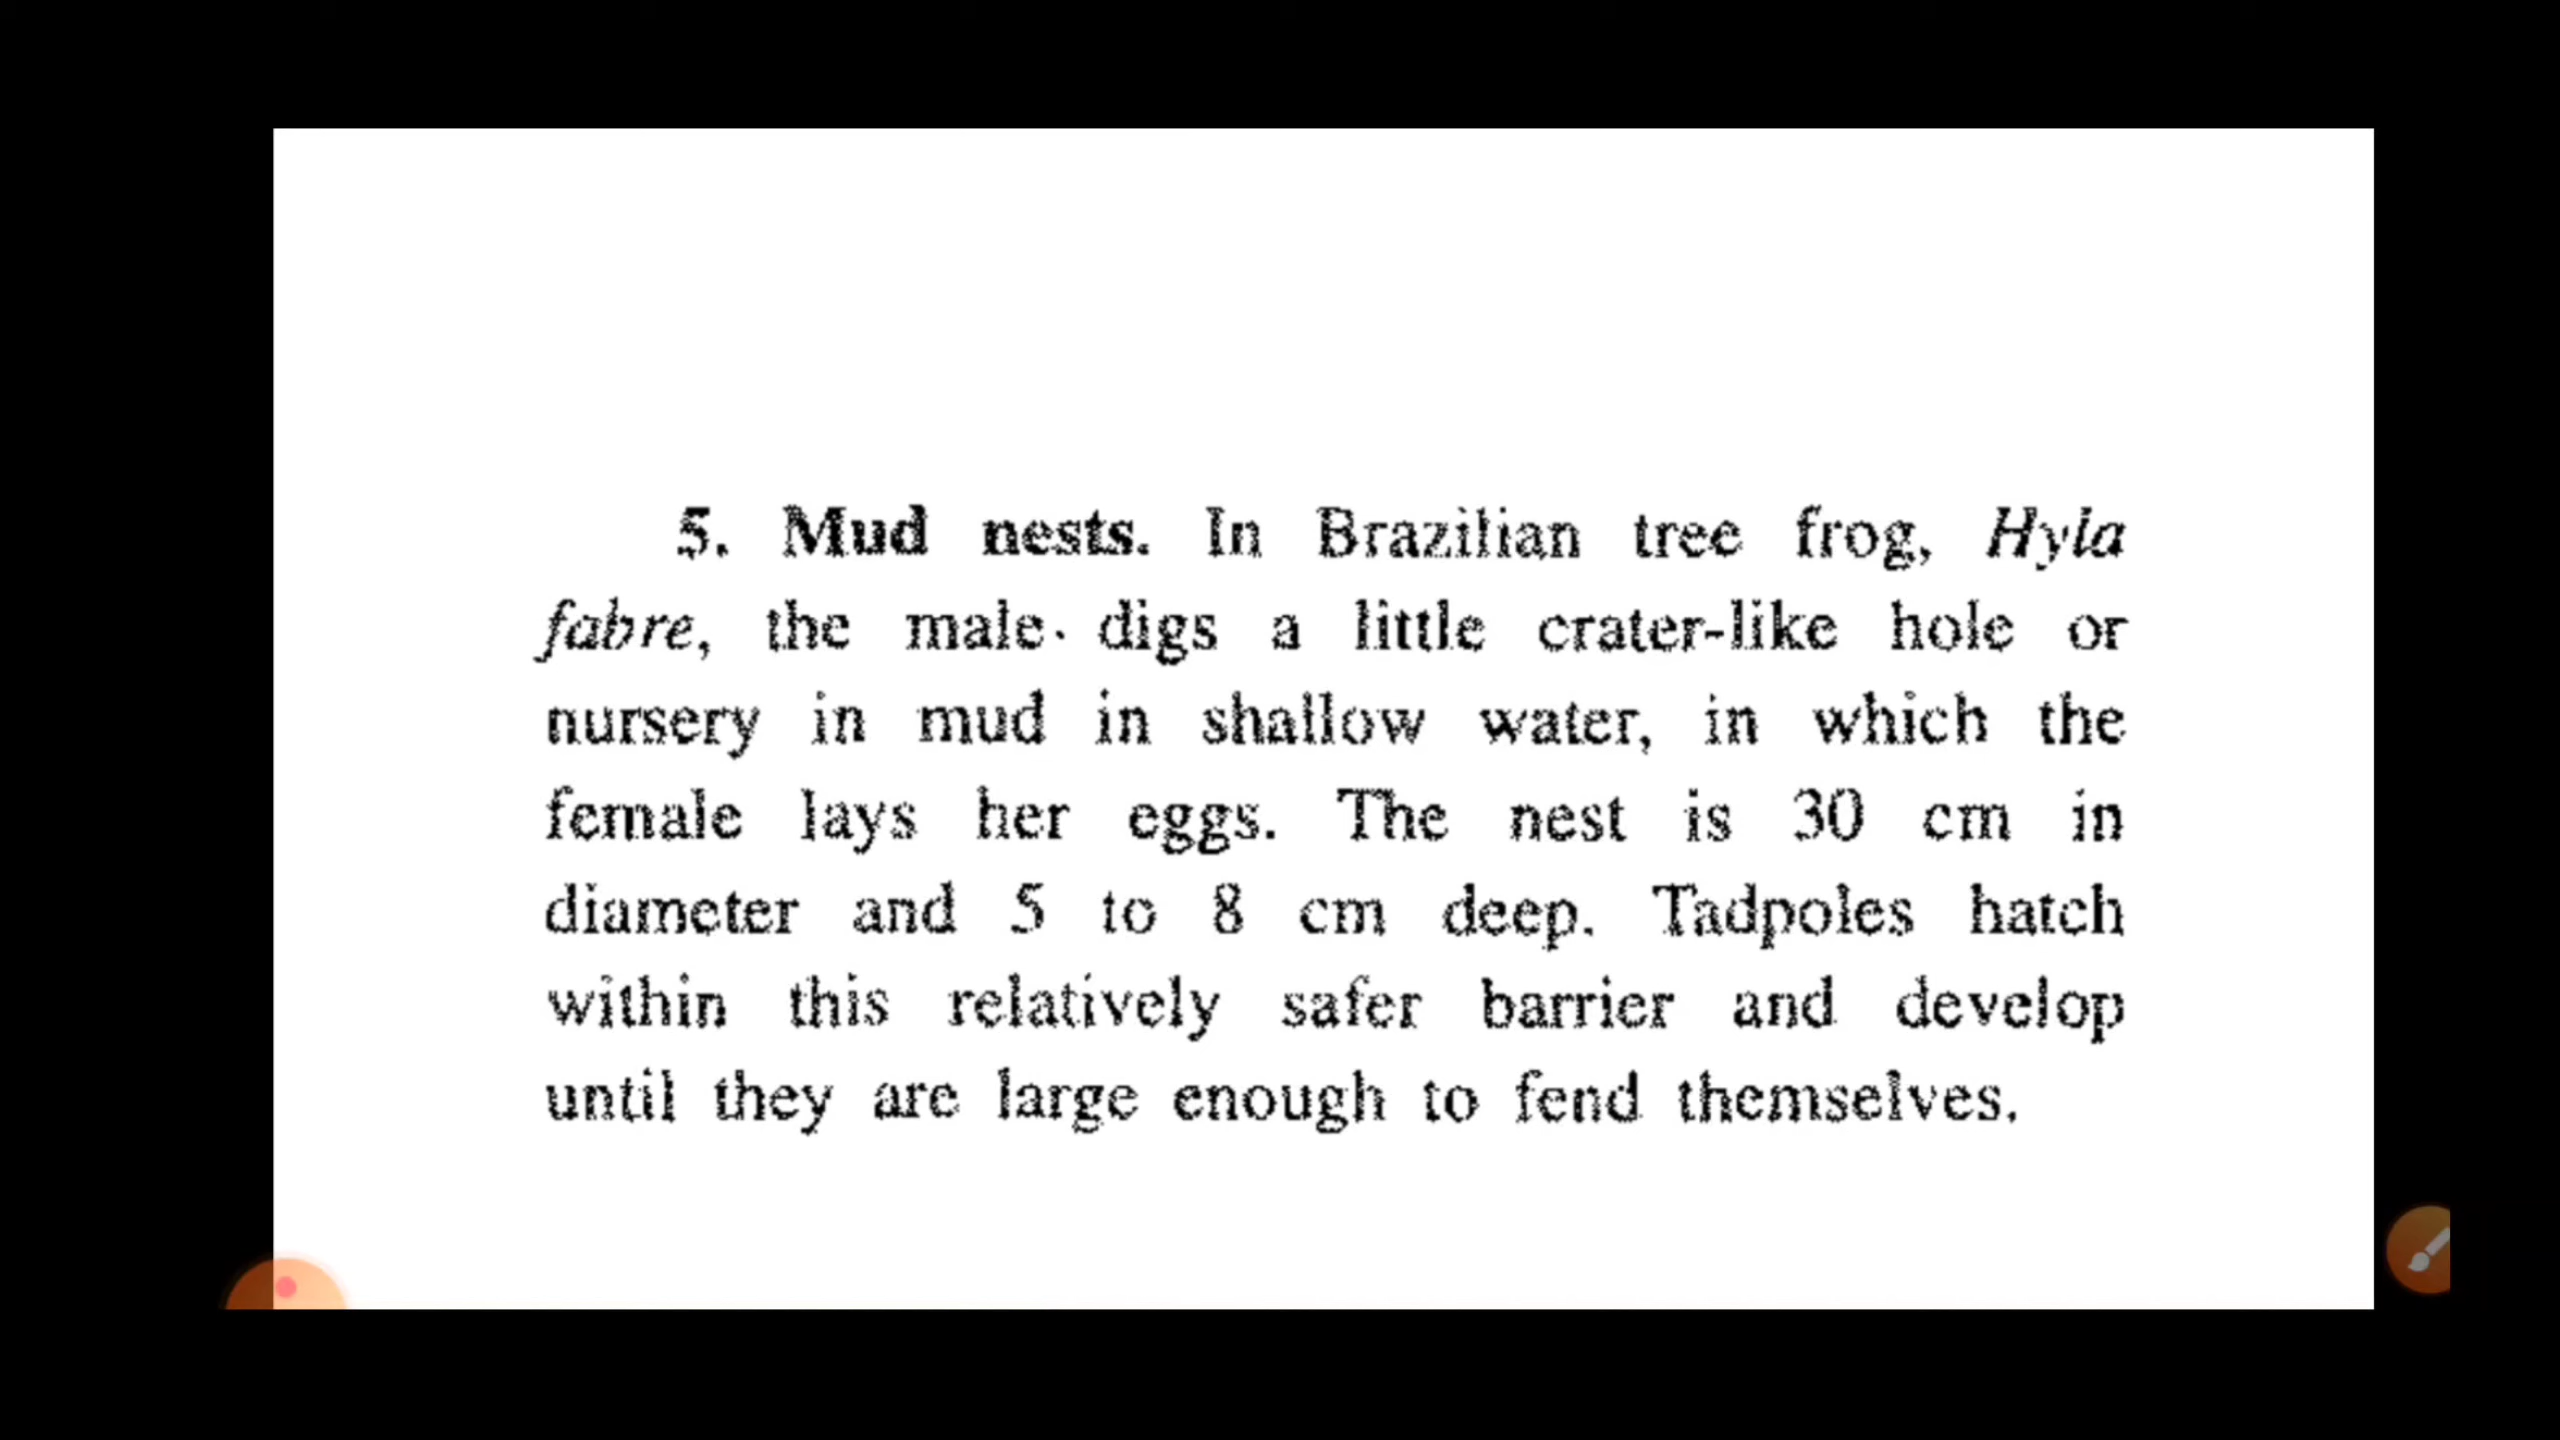 5. Mud nests. In Brazilian tree frog, Hyla
fabre, the male digs a little crater-like hole or
nursery in mud in shallow water, in which the
female lays her eggs. The nest is 30 cm in
diameter and 5 to 8 cm deep. Tadpoles hatch
within this relatively safer barrier and develop
until they are large enough to fend themselves.